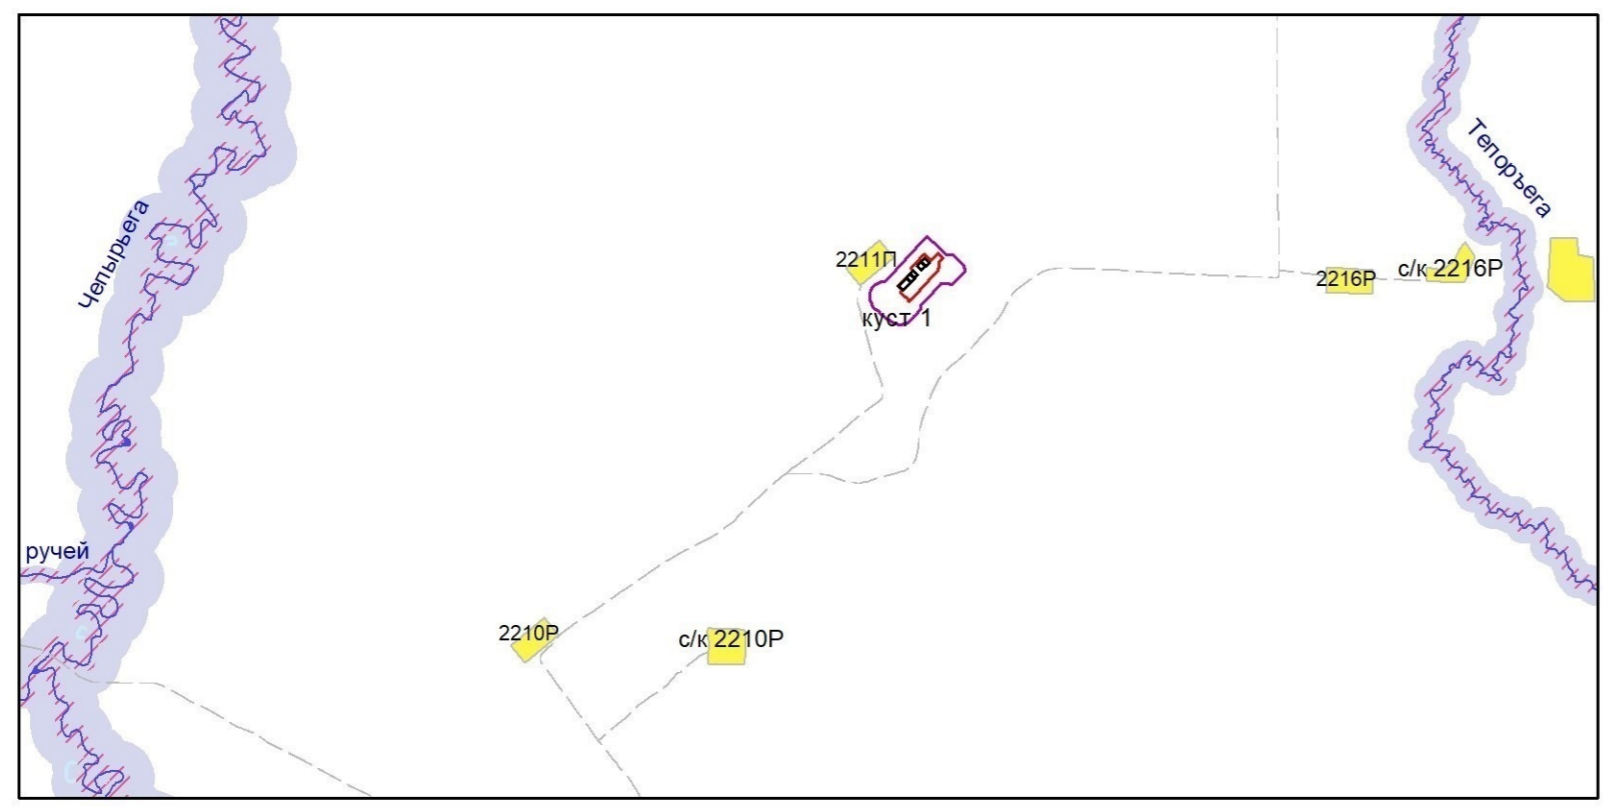 Чепырьега
Тепоръега
2211П
с/к 2216Р
2216Р
куст 1
ручей
2210Р
с/к 2210Р